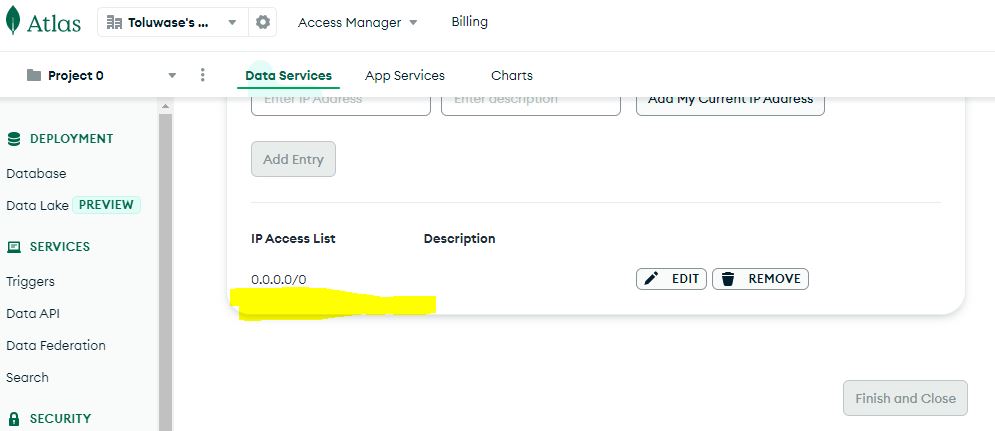 Atlas
Toluwase's ...
Access Manager
Billing
Project 0
Data Services
App Services
Charts
Enter IP Address
Enter description
Add My Current IP Address
DEPLOYMENT
Add Entry
Database
Data Lake PREVIEW
IP Access List
Description
SERVICES
0.0.0.0/0
EDIT
REMOVE
Triggers
Data API
Data Federation
Search
Finish and Close
SECURITY